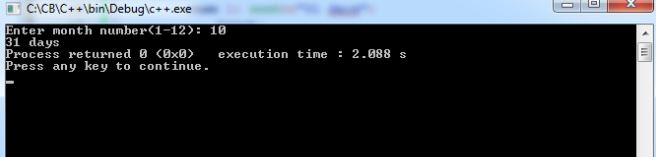 C:\CB\C++\bin\Debug\c++.exe
Enter month number(1-12): 10
31 days
Process returned 0 (0x0)   execution time : 2.088 s
Press any key to continue.